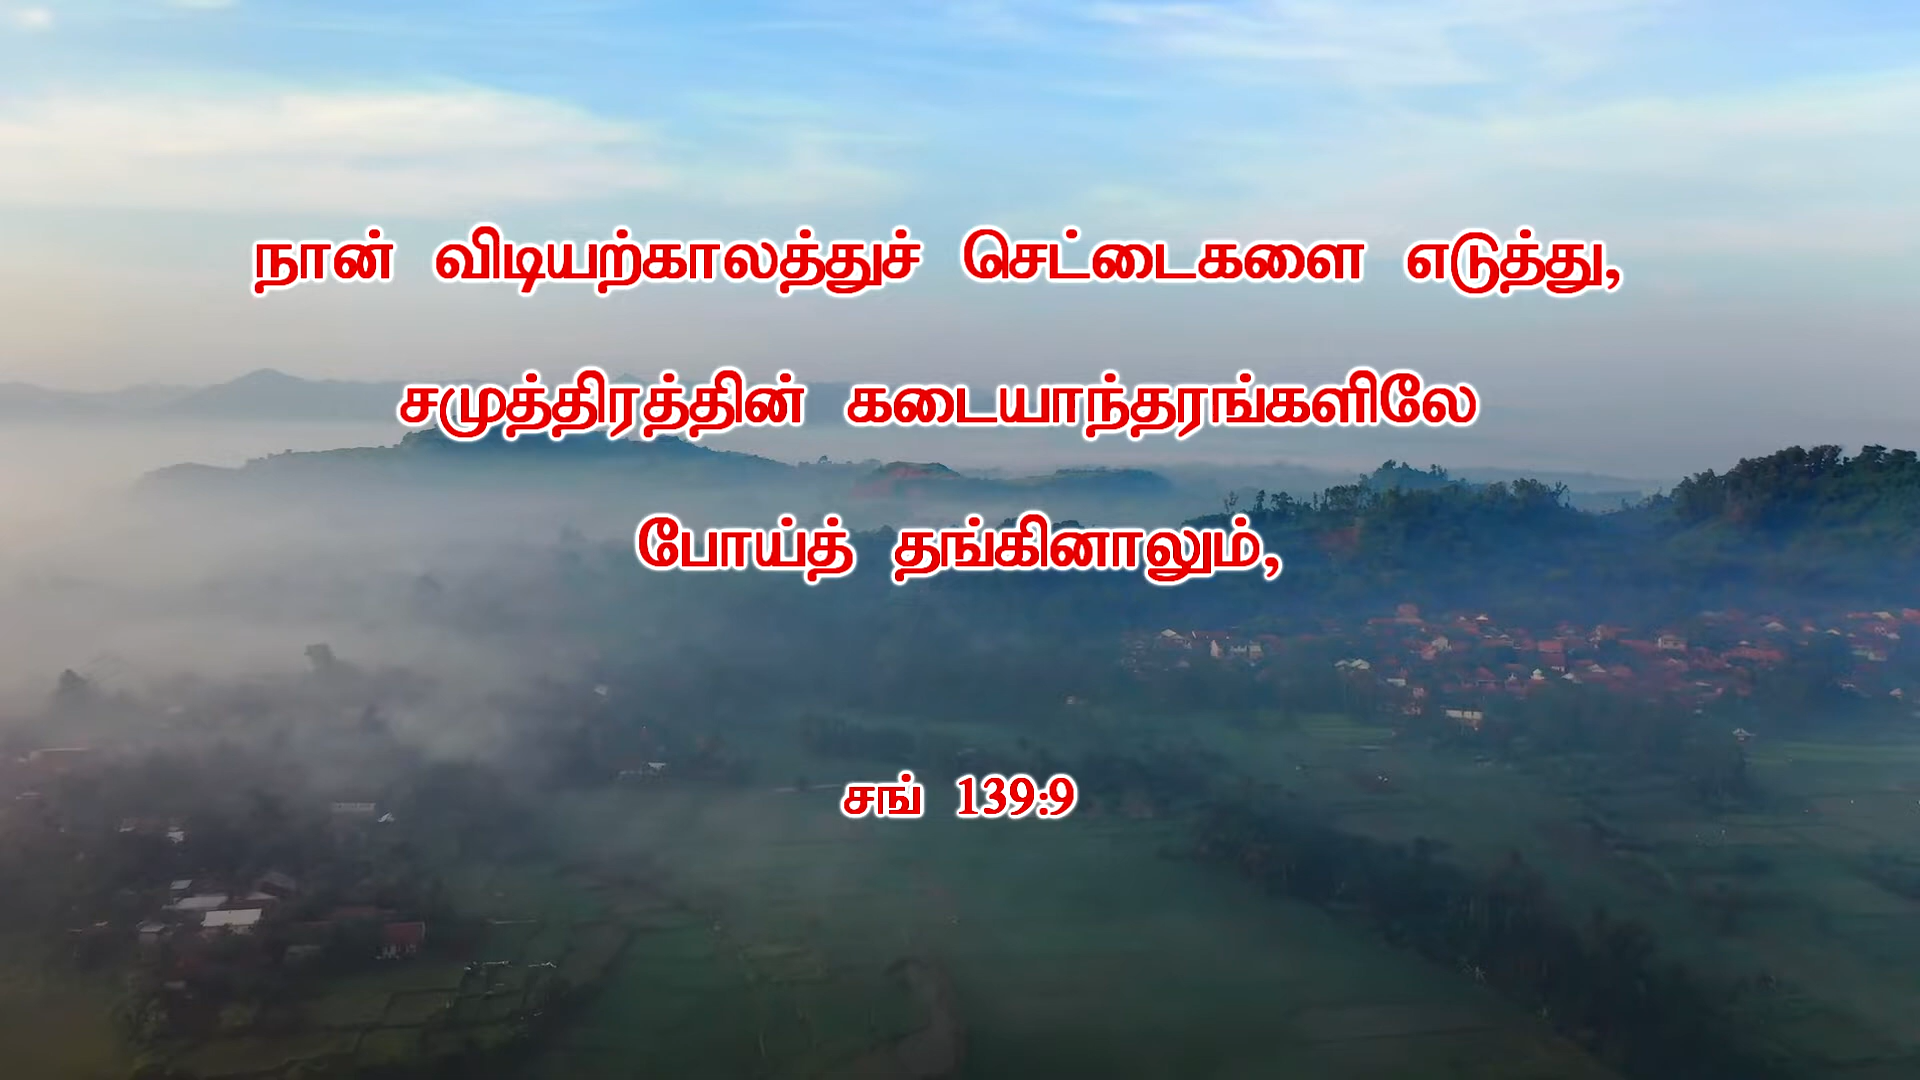 நான் விடியற்காலத்துச் செட்டைகளை எடுத்து,
சமுத்திரத்தின் கடையாந்தரங்களிலே
போய்த் தங்கினாலும்,
சங் 139:9